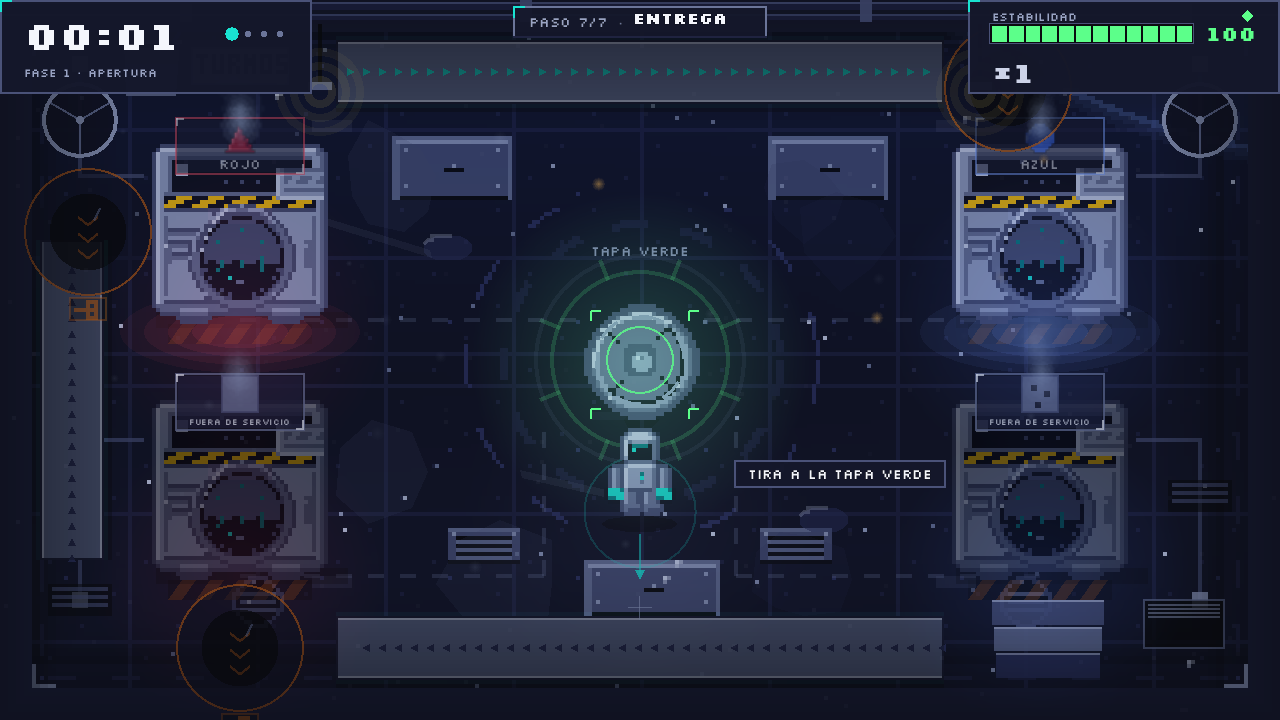 00:01
FASE 1 · APERTURA
PASO 7/7 · ENTREGA
ESTABILIDAD
100
x1
ROJO
AZUL
TAPA VERDE
FUERA DE SERVICIO
FUERA DE SERVICIO
TIRA A LA TAPA VERDE